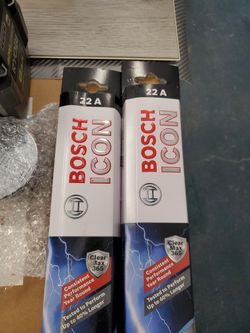 22 A
BOSCH
ICON
Clear
Max
365
Consistent
Performance
Year Round
Tested to Perform
Up to 40% Longer
22 A
BOSCH
ICON
Clear
Max
365
Consistent
Performance
Year Round
Tested to Perform
Up to 40% Longer